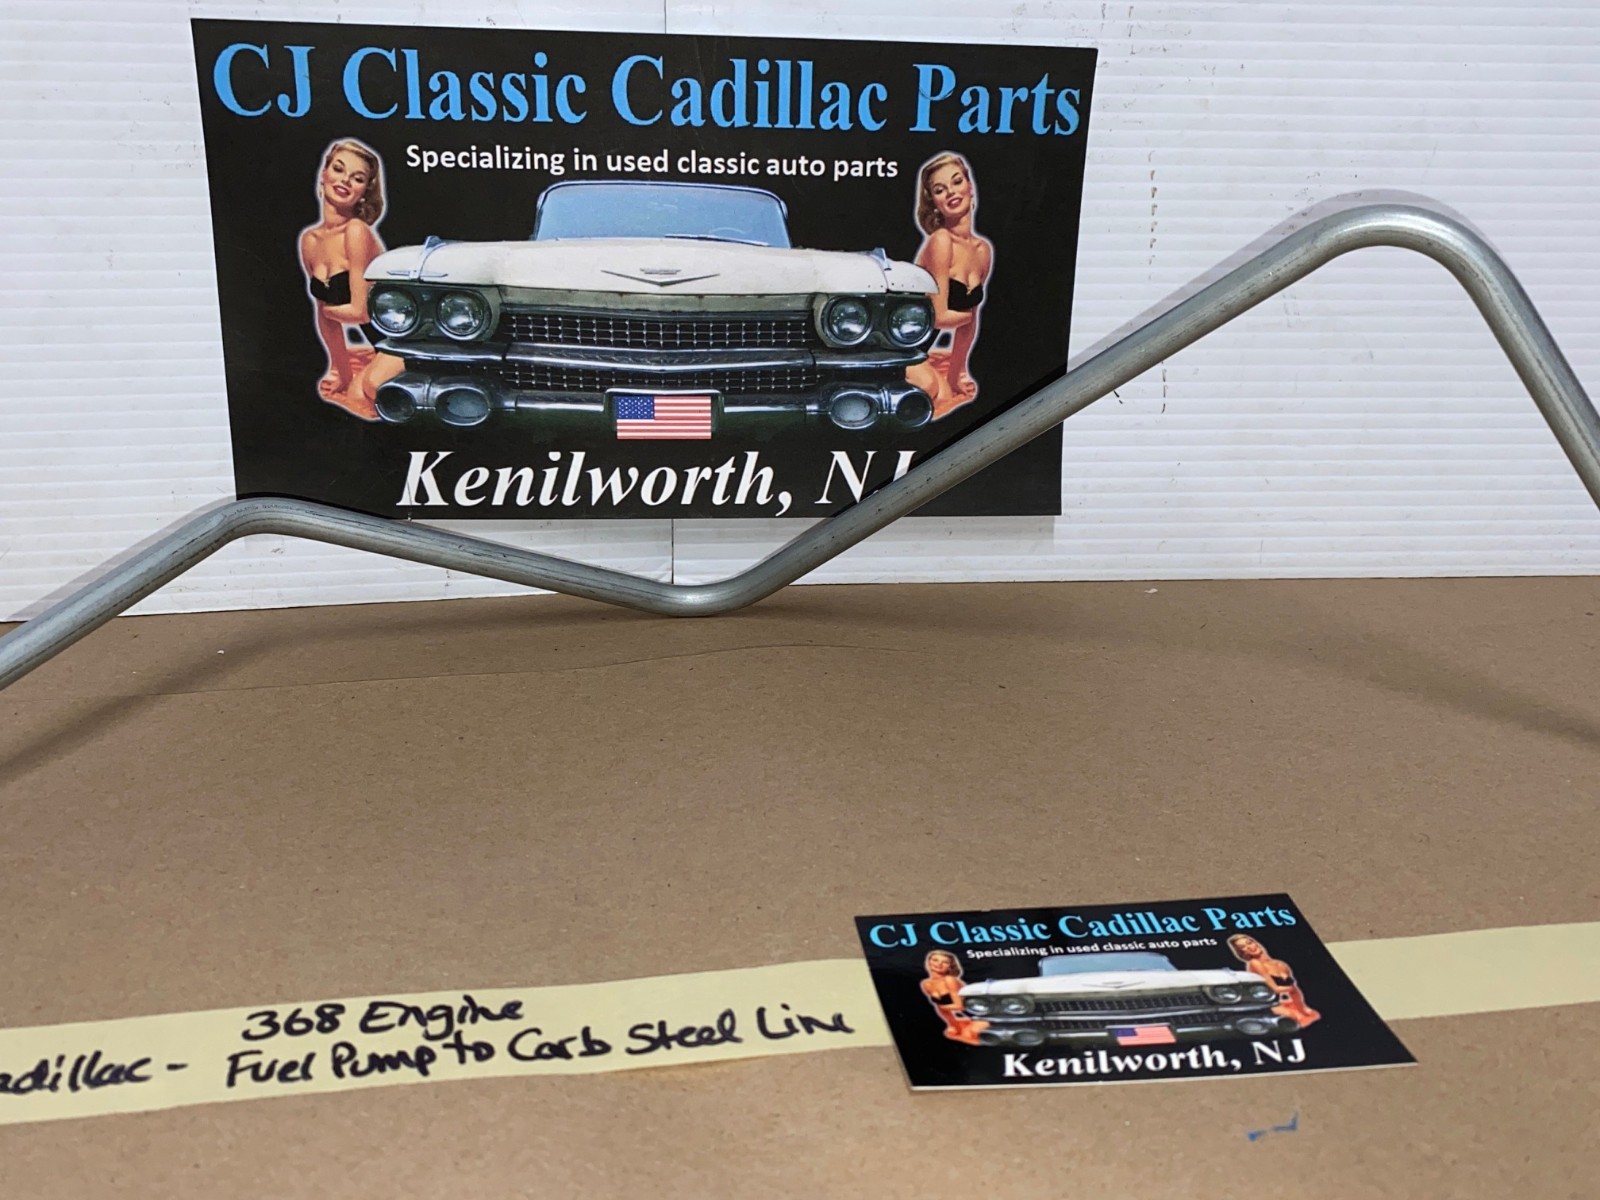 CJ Classic Cadillac Parts
Specializing in used classic auto parts
Kenilworth, NJ
368 Engine
adillac - Fuel Pump to Carb Steel Line
CJ Classic Cadillac Parts
Specializing in used classic auto parts
Kenilworth, NJ